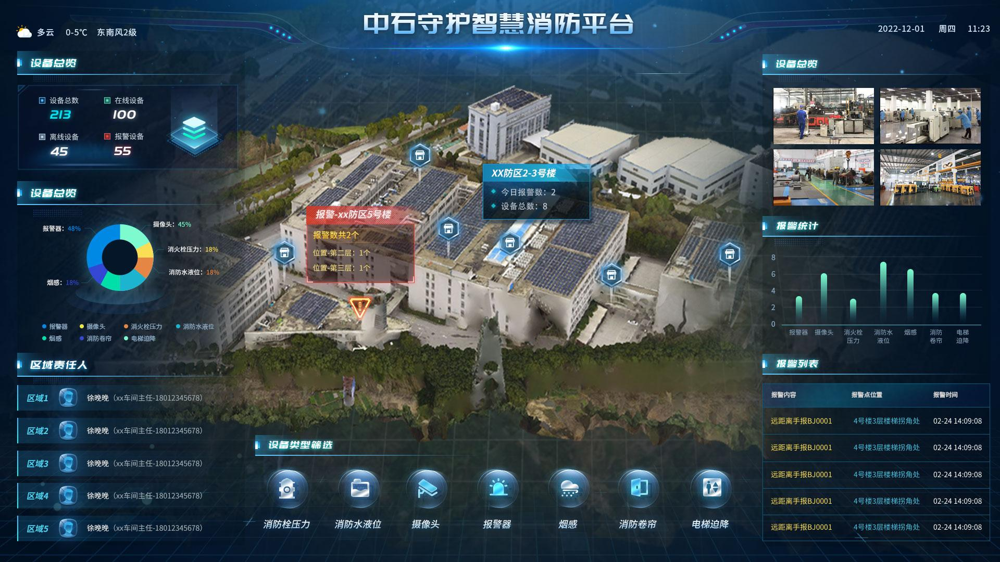 中石守护智慧消防平台
多云 0-5℃ 东南风2级
2022-12-01 周四 11:23
设备总览
设备总数
213
在线设备
100
离线设备
45
报警设备
55
设备总览
报警器：48%
摄像头：45%
消火栓压力：18%
消防水液位：18%
烟感：18%
报警器 摄像头 消火栓压力 消防水液位
烟感 消防卷帘 电梯迫降
区域责任人
区域1 徐晚晚（xx车间主任-18012345678）
区域2 徐晚晚（xx车间主任-18012345678）
区域3 徐晚晚（xx车间主任-18012345678）
区域4 徐晚晚（xx车间主任-18012345678）
区域5 徐晚晚（xx车间主任-18012345678）
XX防区2-3号楼
今日报警数：2
设备总数：8
报警-xx防区5号楼
报警数共2个
位置-第二层：1个
位置-第三层：1个
设备类型筛选
消防栓压力 消防水液位 摄像头 报警器 烟感 消防卷帘 电梯迫降
设备总览
报警统计
8
6
4
2
0
报警器 摄像头 消火栓 消防水 烟感 消防 电梯
压力 液位 卷帘 迫降
报警列表
报警内容 报警点位置 报警时间
远距离手报BJ0001 4号楼3层楼梯拐角处 02-24 14:09:08
远距离手报BJ0001 4号楼3层楼梯拐角处 02-24 14:09:08
远距离手报BJ0001 4号楼3层楼梯拐角处 02-24 14:09:08
远距离手报BJ0001 4号楼3层楼梯拐角处 02-24 14:09:08
远距离手报BJ0001 4号楼3层楼梯拐角处 02-24 14:09:08